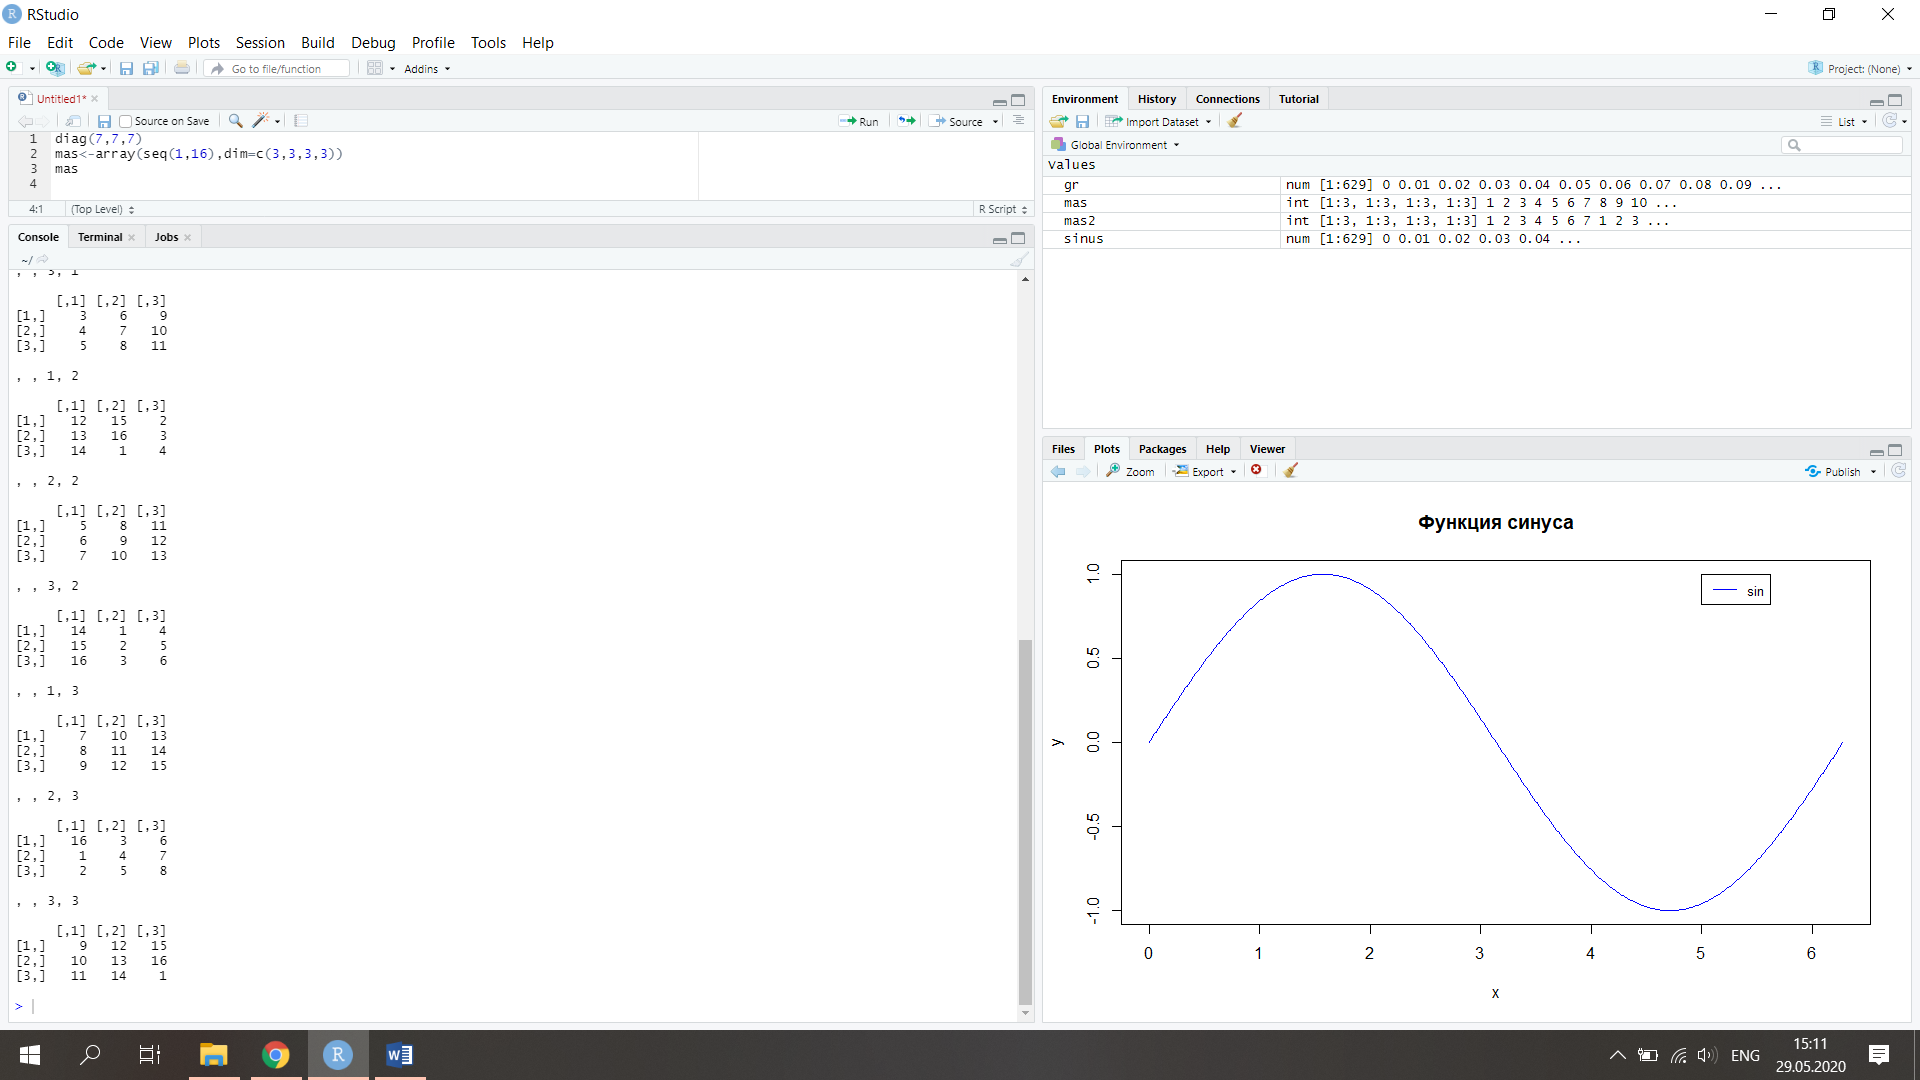 RStudio
File Edit Code View Plots Session Build Debug Profile Tools Help
Go to file/function Addins Project: (None)
Untitled1*
Source on Save Run Source
1 diag(7,7,7)
2 mas<-array(seq(1,16),dim=c(3,3,3,3))
3 mas
4
4:1 (Top Level) R Script
Console Terminal Jobs
~/
, , 3, 1
[,1] [,2] [,3]
[1,] 3 6 9
[2,] 4 7 10
[3,] 5 8 11
, , 1, 2
[,1] [,2] [,3]
[1,] 12 15 2
[2,] 13 16 3
[3,] 14 1 4
, , 2, 2
[,1] [,2] [,3]
[1,] 5 8 11
[2,] 6 9 12
[3,] 7 10 13
, , 3, 2
[,1] [,2] [,3]
[1,] 14 1 4
[2,] 15 2 5
[3,] 16 3 6
, , 1, 3
[,1] [,2] [,3]
[1,] 7 10 13
[2,] 8 11 14
[3,] 9 12 15
, , 2, 3
[,1] [,2] [,3]
[1,] 16 3 6
[2,] 1 4 7
[3,] 2 5 8
, , 3, 3
[,1] [,2] [,3]
[1,] 9 12 15
[2,] 10 13 16
[3,] 11 14 1
>
Environment History Connections Tutorial
Import Dataset List
Global Environment
Values
gr num [1:629] 0 0.01 0.02 0.03 0.04 0.05 0.06 0.07 0.08 0.09 ...
mas int [1:3, 1:3, 1:3, 1:3] 1 2 3 4 5 6 7 8 9 10 ...
mas2 int [1:3, 1:3, 1:3, 1:3] 1 2 3 4 5 6 7 1 2 3 ...
sinus num [1:629] 0 0.01 0.02 0.03 0.04 ...
Files Plots Packages Help Viewer
Zoom Export Publish
Функция синуса
sin
1.0
0.5
0.0
-0.5
-1.0
y
0 1 2 3 4 5 6
x
ENG
15:11
29.05.2020